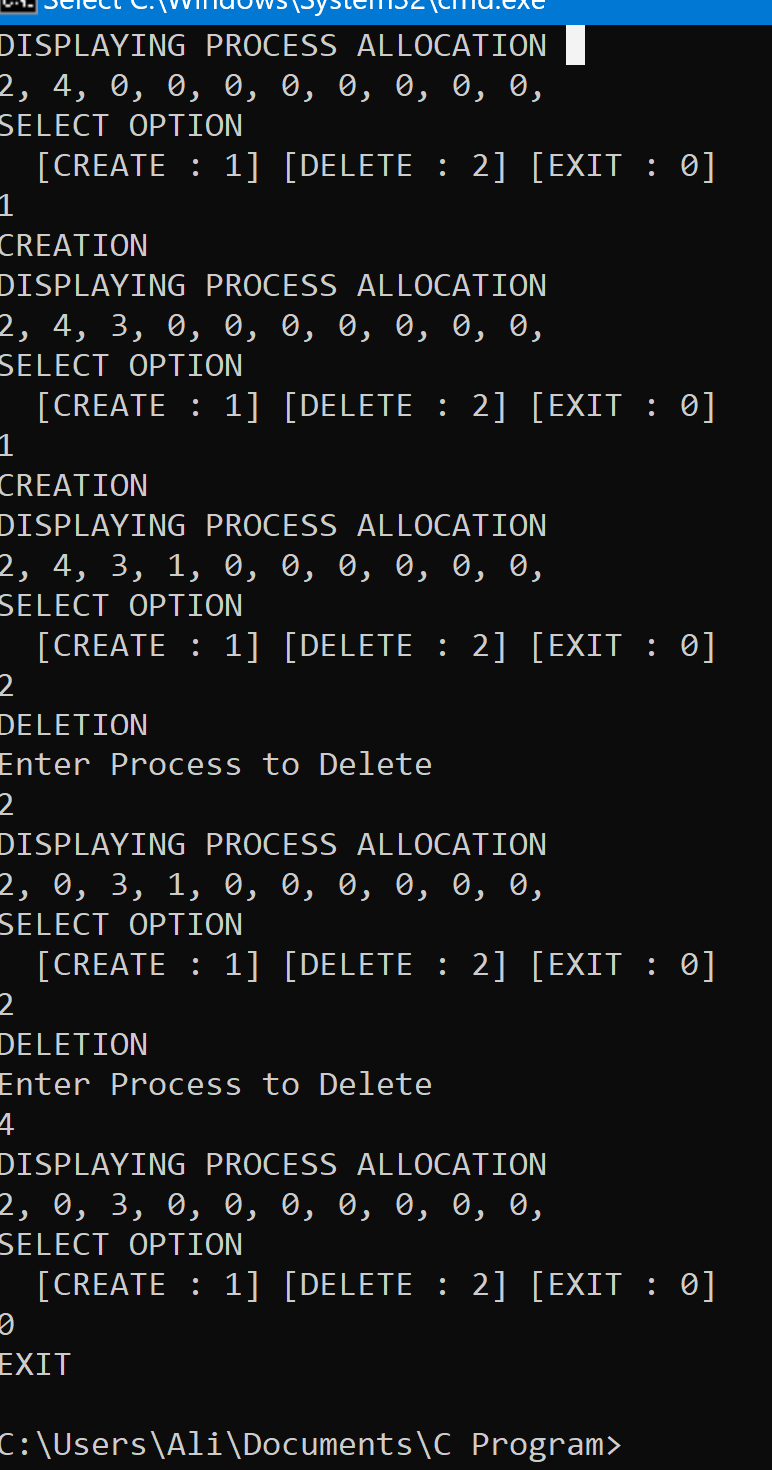 Select C:\Windows\System32\cmd.exe
DISPLAYING PROCESS ALLOCATION
2, 4, 0, 0, 0, 0, 0, 0, 0, 0,
SELECT OPTION
[CREATE : 1] [DELETE : 2] [EXIT : 0]
1
CREATION
DISPLAYING PROCESS ALLOCATION
2, 4, 3, 0, 0, 0, 0, 0, 0, 0,
SELECT OPTION
[CREATE : 1] [DELETE : 2] [EXIT : 0]
1
CREATION
DISPLAYING PROCESS ALLOCATION
2, 4, 3, 1, 0, 0, 0, 0, 0, 0,
SELECT OPTION
[CREATE : 1] [DELETE : 2] [EXIT : 0]
2
DELETION
Enter Process to Delete
2
DISPLAYING PROCESS ALLOCATION
2, 0, 3, 1, 0, 0, 0, 0, 0, 0,
SELECT OPTION
[CREATE : 1] [DELETE : 2] [EXIT : 0]
2
DELETION
Enter Process to Delete
4
DISPLAYING PROCESS ALLOCATION
2, 0, 3, 0, 0, 0, 0, 0, 0, 0,
SELECT OPTION
[CREATE : 1] [DELETE : 2] [EXIT : 0]
0
EXIT
C:\Users\Ali\Documents\C Program>